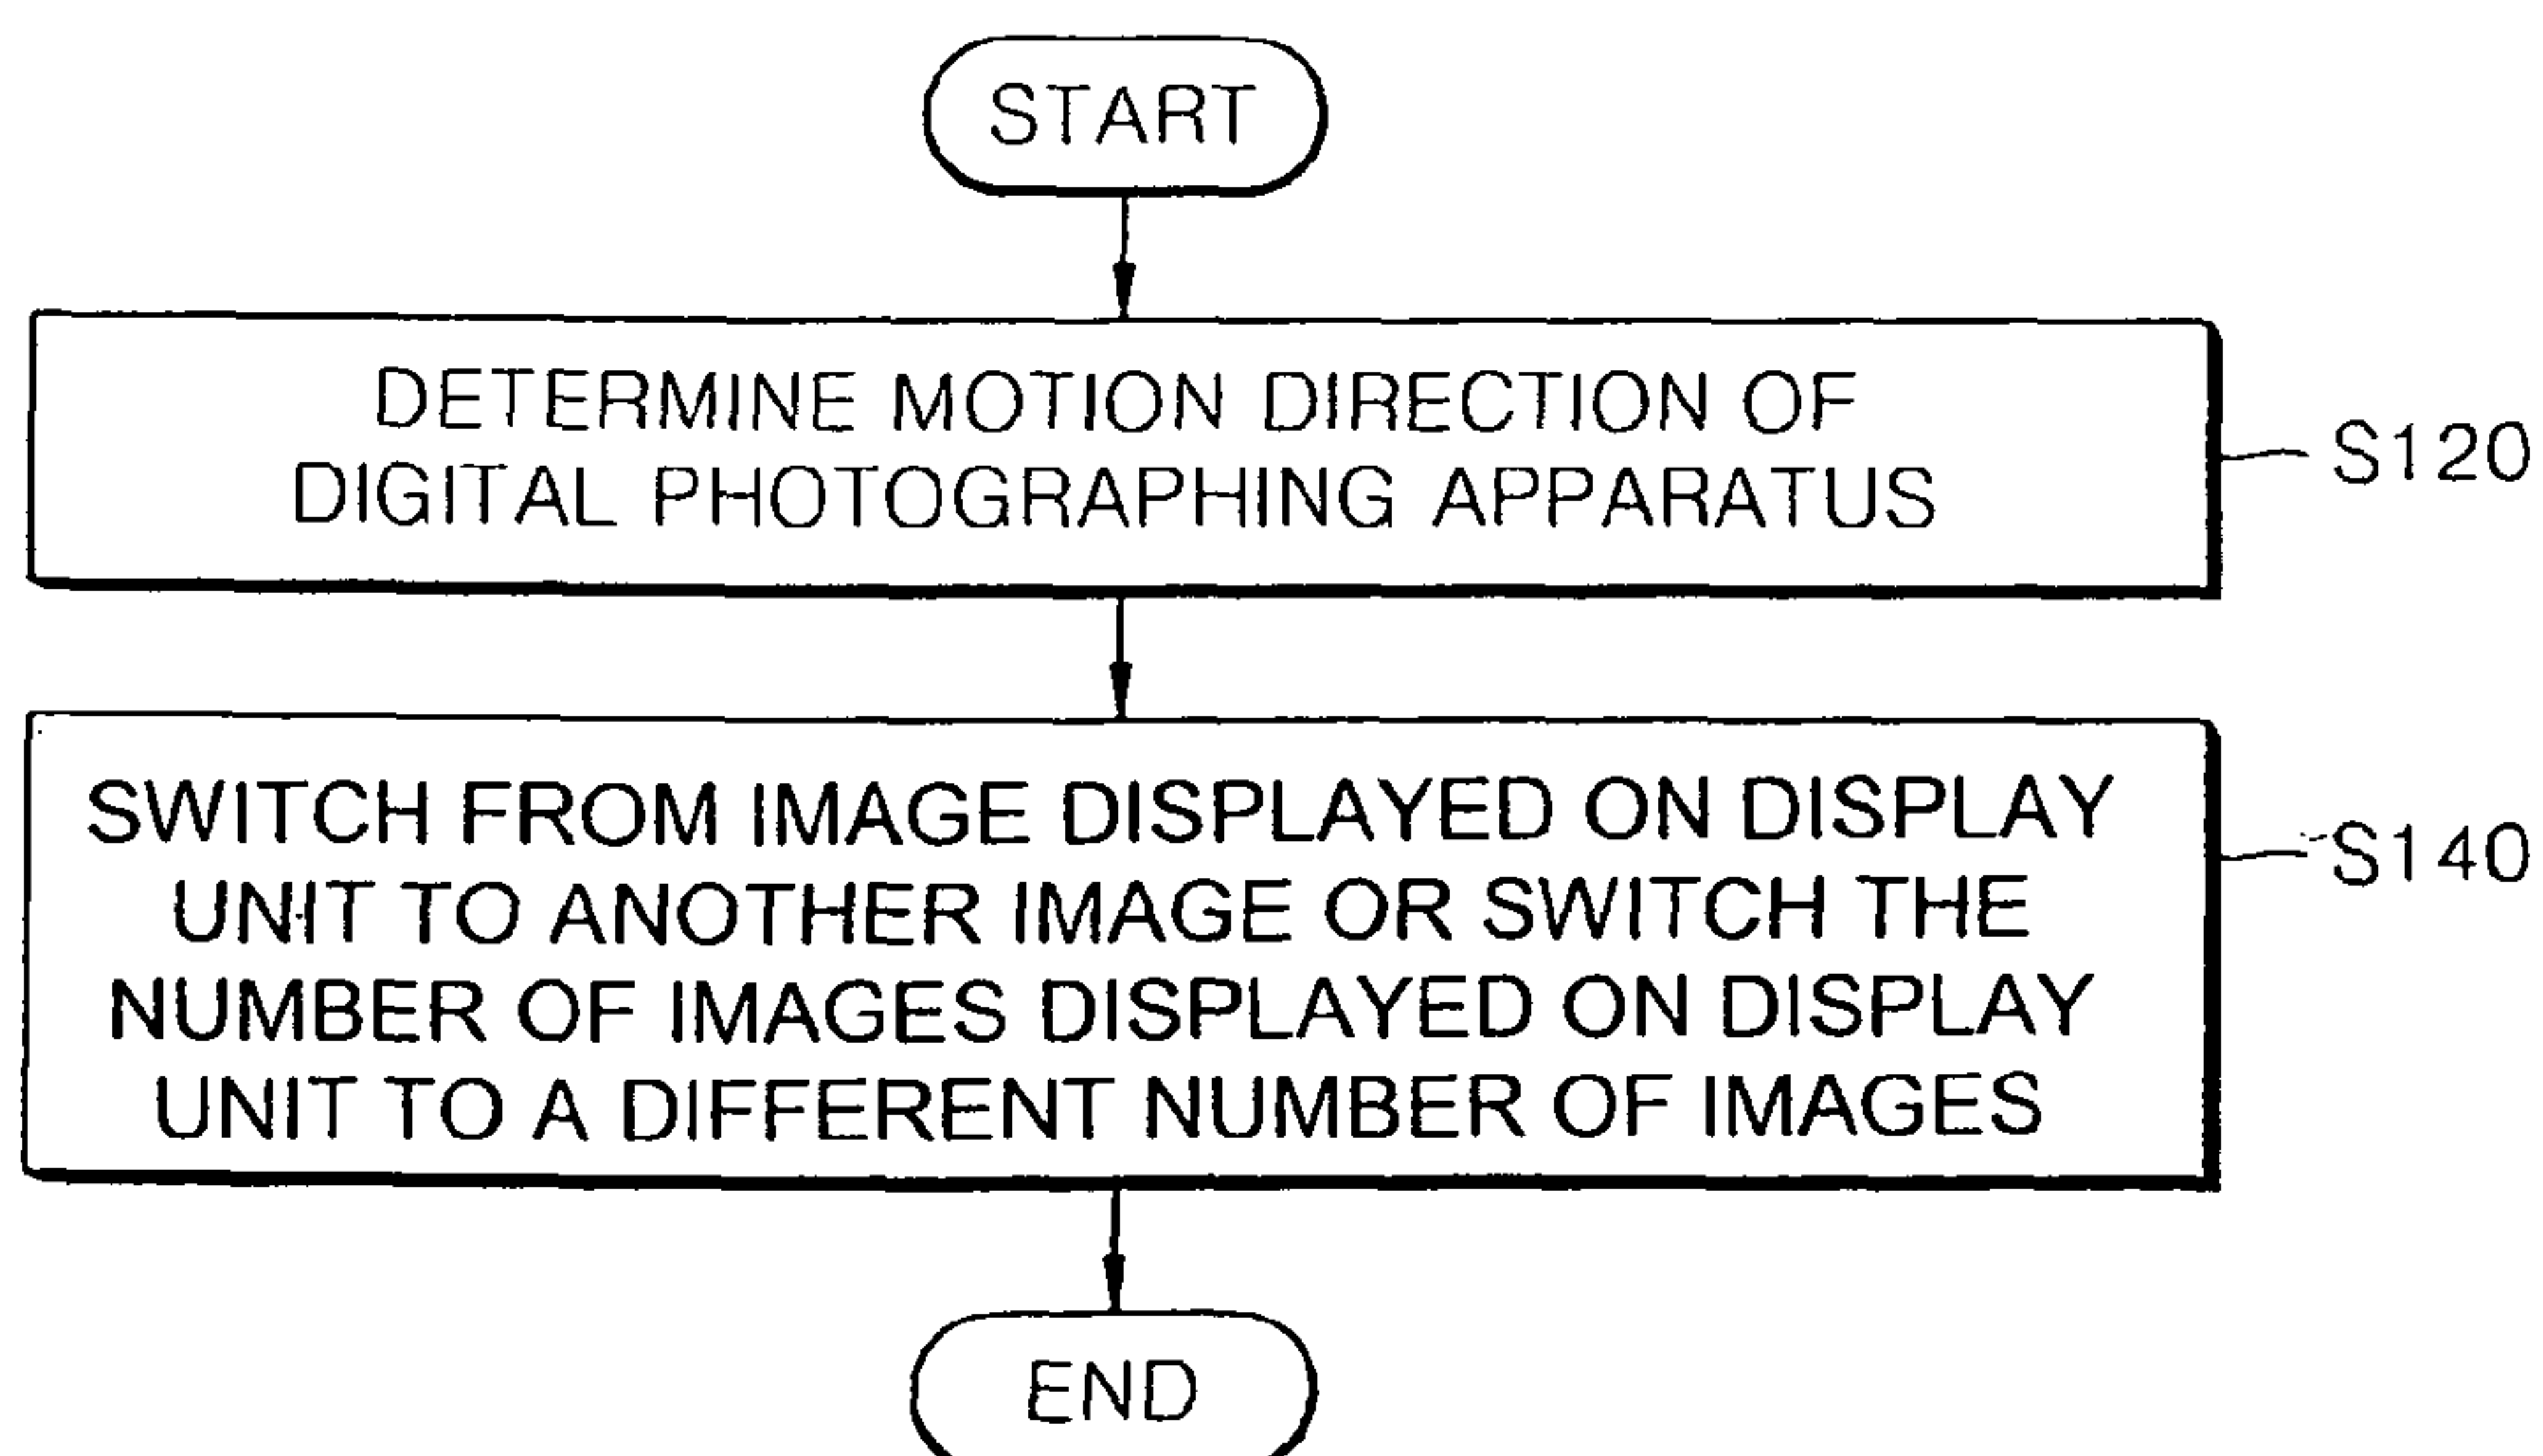 START
DETERMINE MOTION DIRECTION OF
DIGITAL PHOTOGRAPHING APPARATUS
S120
SWITCH FROM IMAGE DISPLAYED ON DISPLAY
UNIT TO ANOTHER IMAGE OR SWITCH THE
NUMBER OF IMAGES DISPLAYED ON DISPLAY
UNIT TO A DIFFERENT NUMBER OF IMAGES
S140
END